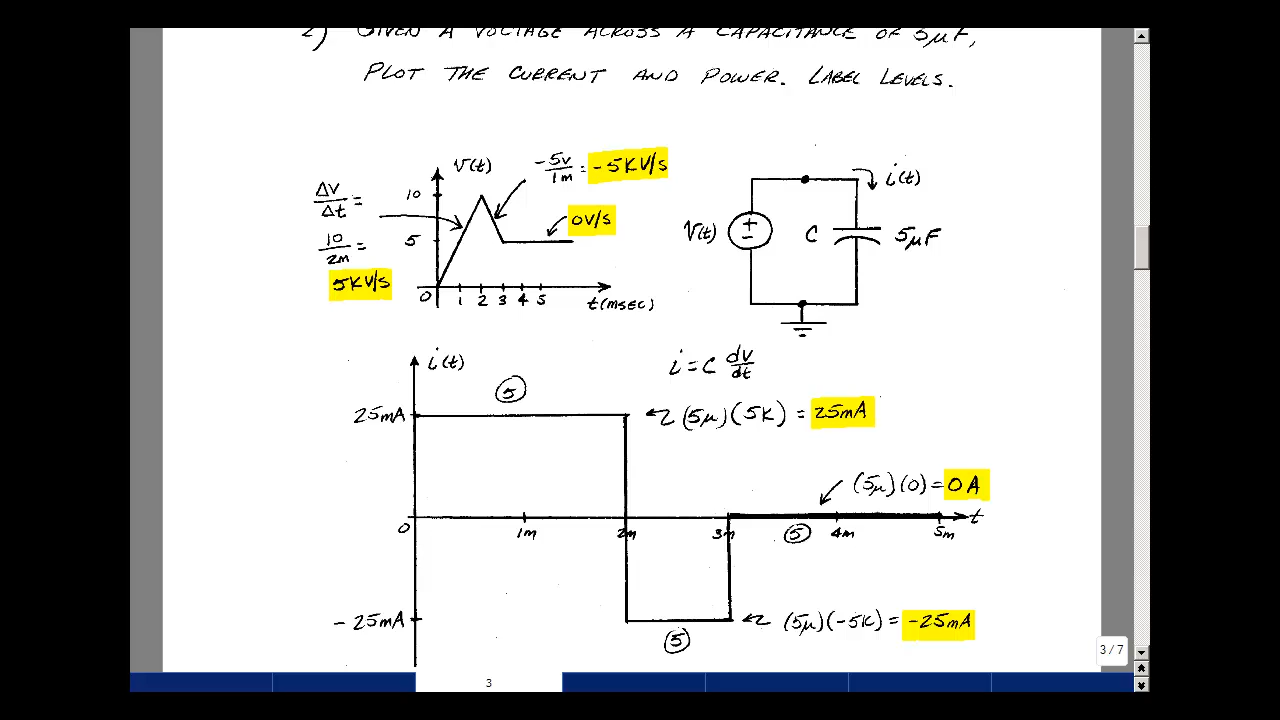 2) GIVEN A VOLTAGE ACROSS A CAPACITANCE OF 5μF,
PLOT THE CURRENT AND POWER. LABEL LEVELS.
V(t)
-5V/1m = -5KV/s
ΔV/Δt =
10/2m =
5KV/s
0V/s
10
5
0 1 2 3 4 5
t(MSEC)
i(t)
V(t)
+
-
C
5μF
i(t)
i = C dv/dt
5
25mA
(5μ)(5K) = 25mA
(5μ)(0) = 0A
0 1m 2m 3m 4m 5m
t
5
-25mA
(5μ)(-5K) = -25mA
5
3/7
3